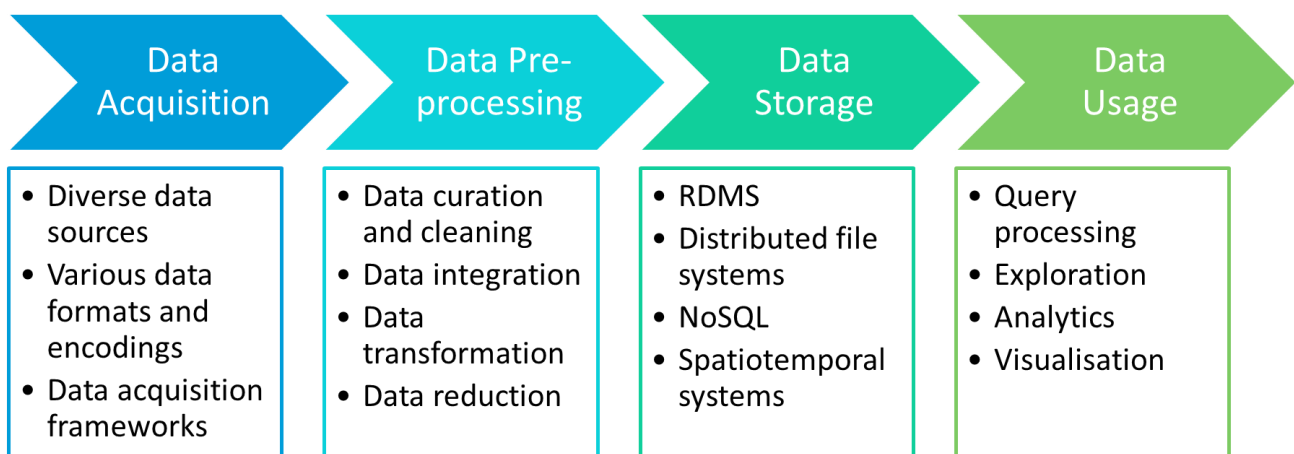 Data
Acquisition
Data Pre-
processing
Data
Storage
Data
Usage
• Diverse data
sources
• Various data
formats and
encodings
• Data acquisition
frameworks
• Data curation
and cleaning
• Data integration
• Data
transformation
• Data reduction
• RDMS
• Distributed file
systems
• NoSQL
• Spatiotemporal
systems
• Query
processing
• Exploration
• Analytics
• Visualisation